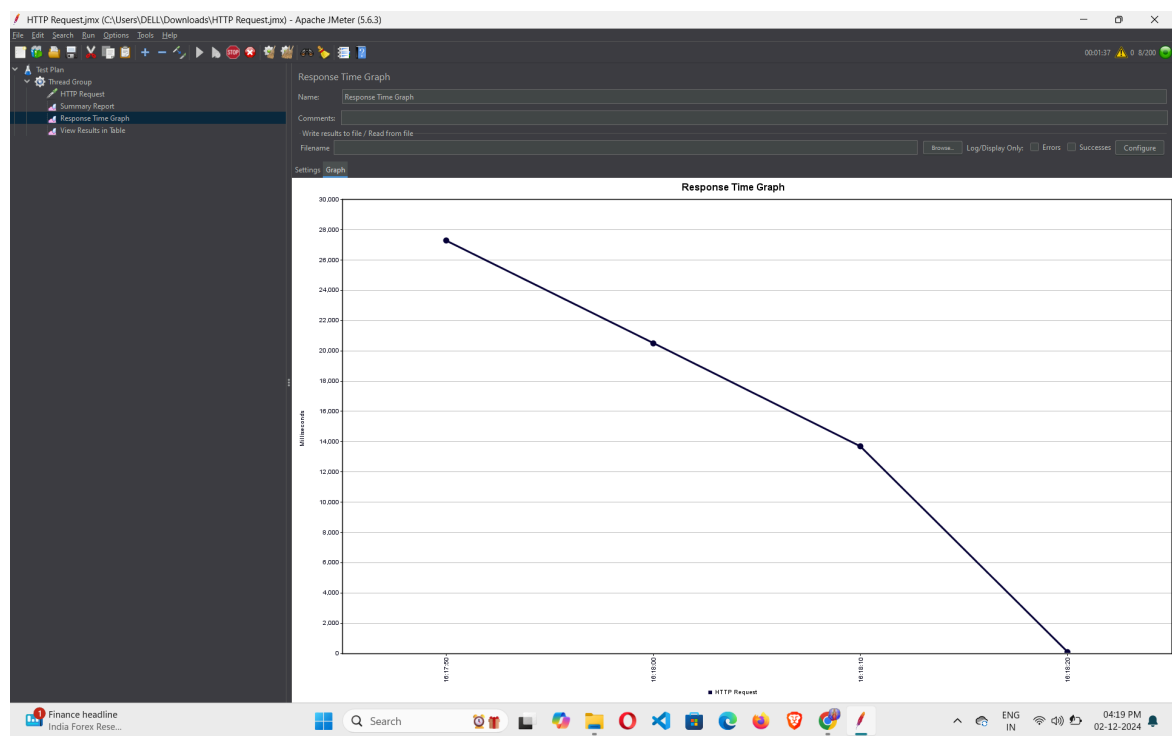 HTTP Request.jmx (C:\Users\DELL\Downloads\HTTP Request.jmx) - Apache JMeter (5.6.3)
File Edit Search Run Options Tools Help
STOP
00:01:37 0 8/200
Test Plan
Thread Group
HTTP Request
Summary Report
Response Time Graph
View Results in Table
Response Time Graph
Name: Response Time Graph
Comments:
Write results to file / Read from file
Filename Browse... Log/Display Only: Errors Successes Configure
Settings Graph
Response Time Graph
30,000
28,000
26,000
24,000
22,000
20,000
18,000
16,000
14,000
12,000
10,000
8,000
6,000
4,000
2,000
0
Milliseconds
16:17:50 16:18:00 16:18:10 16:18:20
HTTP Request
1
Finance headline
India Forex Rese...
Search
ENG
IN
04:19 PM
02-12-2024